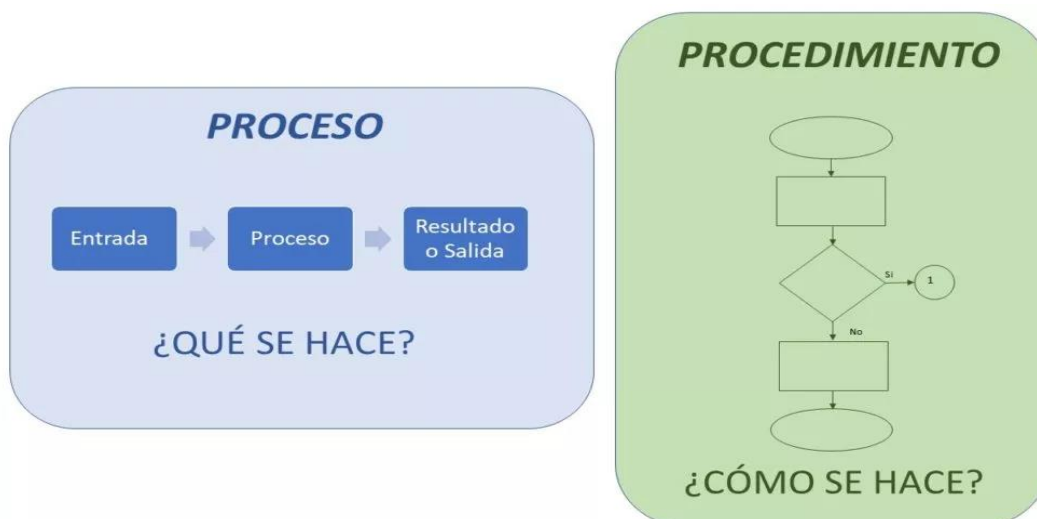 PROCESO
Entrada
Proceso
Resultado
o Salida
¿QUÉ SE HACE?
PROCEDIMIENTO
Si
1
No
¿CÓMO SE HACE?